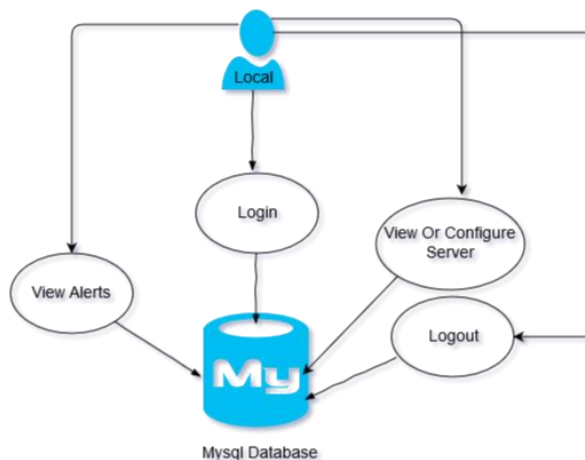 Local
Login
View Or Configure
Server
View Alerts
Logout
My
Mysql Database